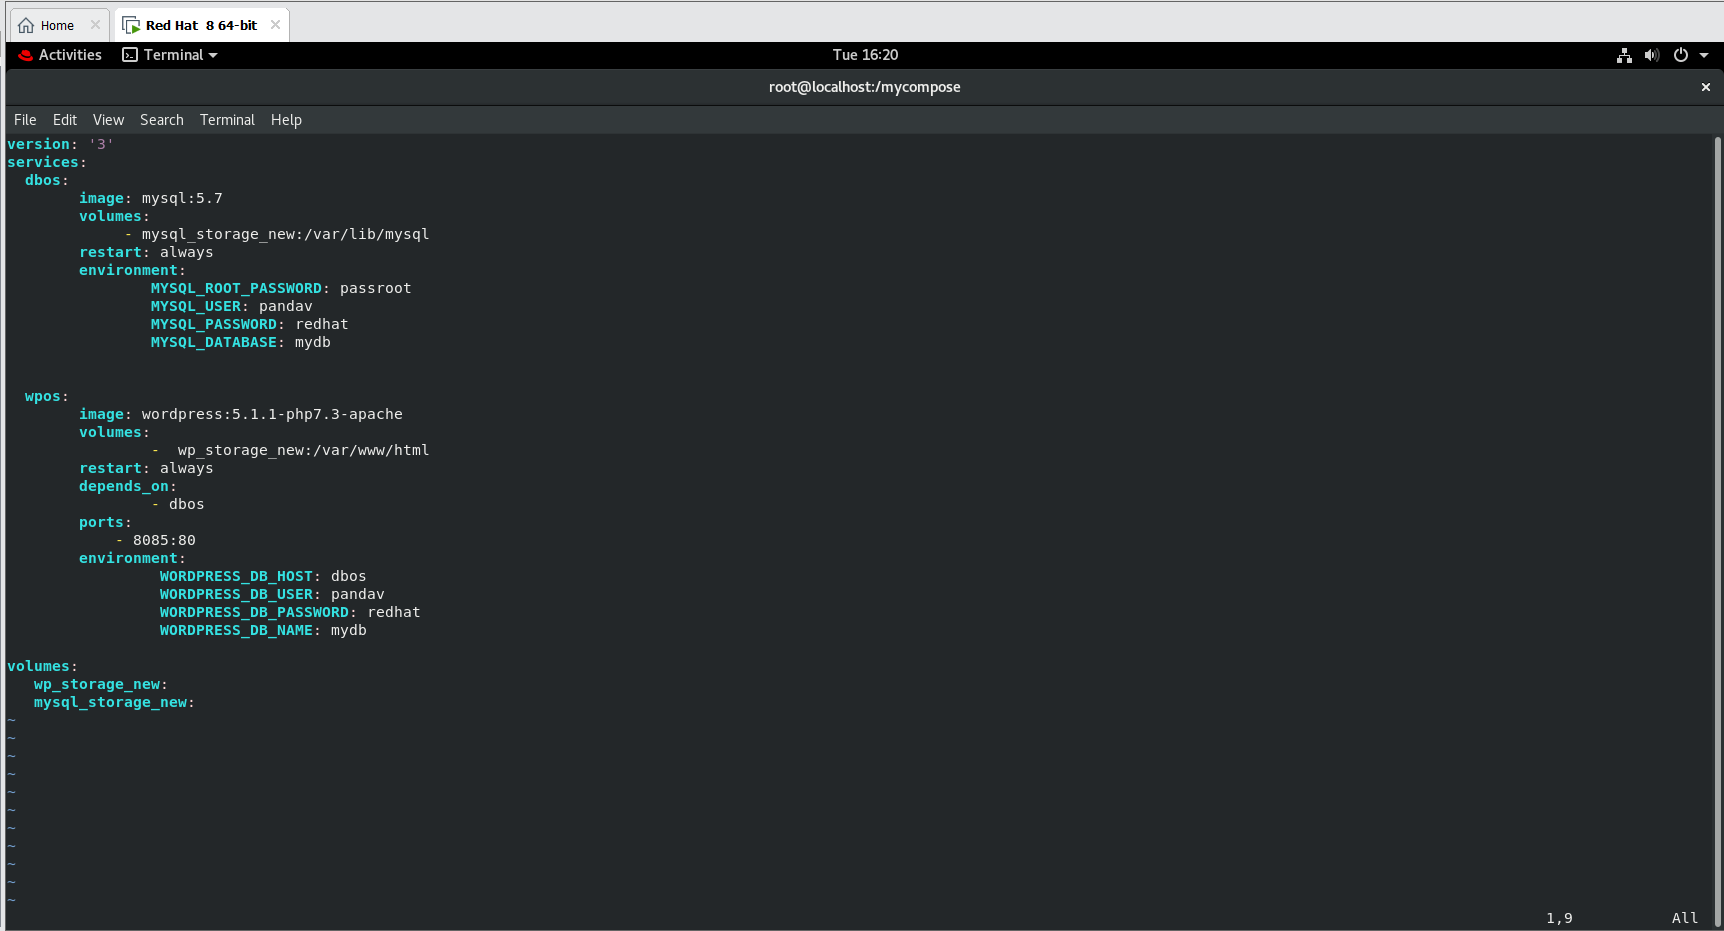 Home
Red Hat 8 64-bit
Activities Terminal Tue 16:20
root@localhost:/mycompose
File Edit View Search Terminal Help
version: '3'
services:
  dbos:
        image: mysql:5.7
        volumes:
             - mysql_storage_new:/var/lib/mysql
        restart: always
        environment:
                MYSQL_ROOT_PASSWORD: passroot
                MYSQL_USER: pandav
                MYSQL_PASSWORD: redhat
                MYSQL_DATABASE: mydb
  wpos:
        image: wordpress:5.1.1-php7.3-apache
        volumes:
                -  wp_storage_new:/var/www/html
        restart: always
        depends_on:
                - dbos
        ports:
            - 8085:80
        environment:
                 WORDPRESS_DB_HOST: dbos
                 WORDPRESS_DB_USER: pandav
                 WORDPRESS_DB_PASSWORD: redhat
                 WORDPRESS_DB_NAME: mydb
volumes:
   wp_storage_new:
   mysql_storage_new:
~
~
~
~
~
~
~
~
~
~
~
1,9 All